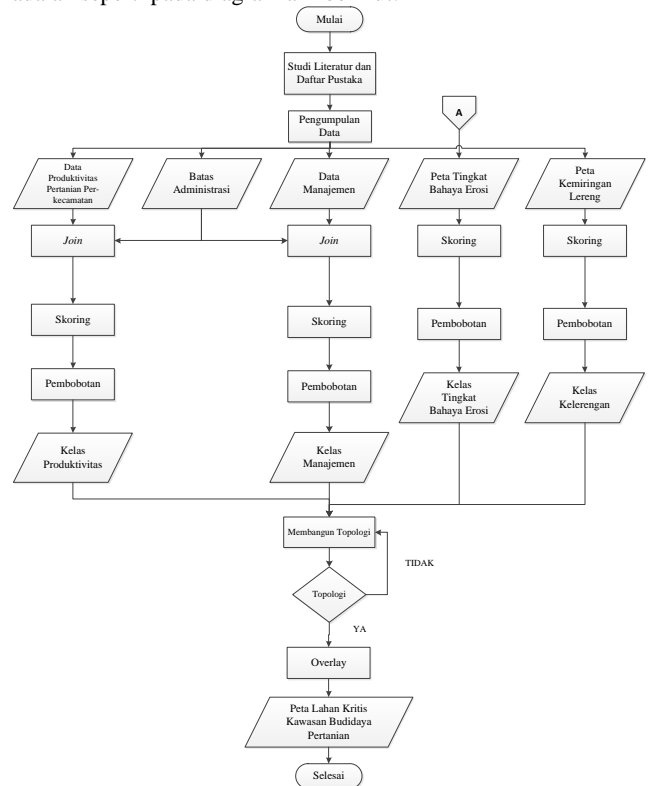 Mulai
Studi Literatur dan
Daftar Pustaka
Pengumpulan
Data
A
Data
Produktivitas
Pertanian Per-
kecamatan
Batas
Administrasi
Data
Manajemen
Peta Tingkat
Bahaya Erosi
Peta
Kemiringan
Lereng
Join
Join
Skoring
Skoring
Skoring
Skoring
Pembobotan
Pembobotan
Pembobotan
Pembobotan
Kelas
Tingkat
Bahaya Erosi
Kelas
Kelerengan
Kelas
Produktivitas
Kelas
Manajemen
Membangun Topologi
TIDAK
Topologi
YA
Overlay
Peta Lahan Kritis
Kawasan Budidaya
Pertanian
Selesai